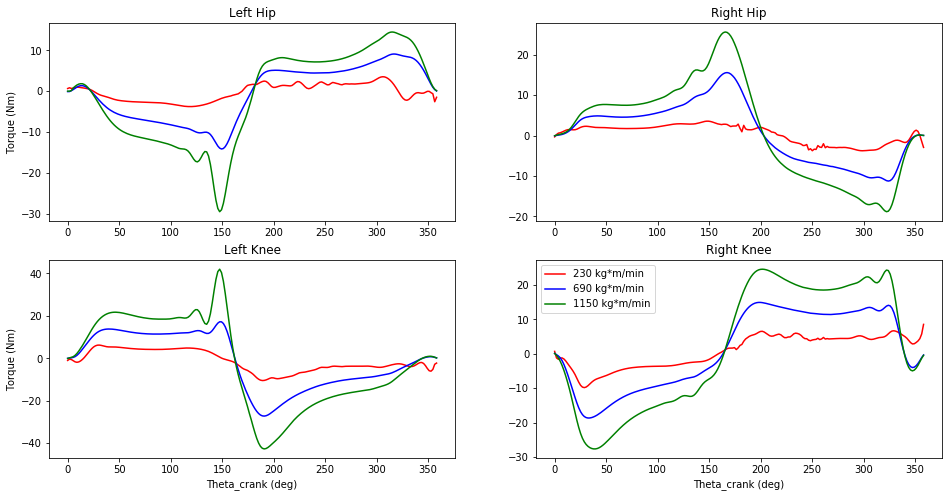 Left Hip
Torque (Nm)
10
0
−10
−20
−30
0 50 100 150 200 250 300 350
Right Hip
20
10
0
−10
−20
0 50 100 150 200 250 300 350
Left Knee
Torque (Nm)
40
20
0
−20
−40
0 50 100 150 200 250 300 350
Theta_crank (deg)
Right Knee
230 kg*m/min
690 kg*m/min
1150 kg*m/min
20
10
0
−10
−20
−30
0 50 100 150 200 250 300 350
Theta_crank (deg)